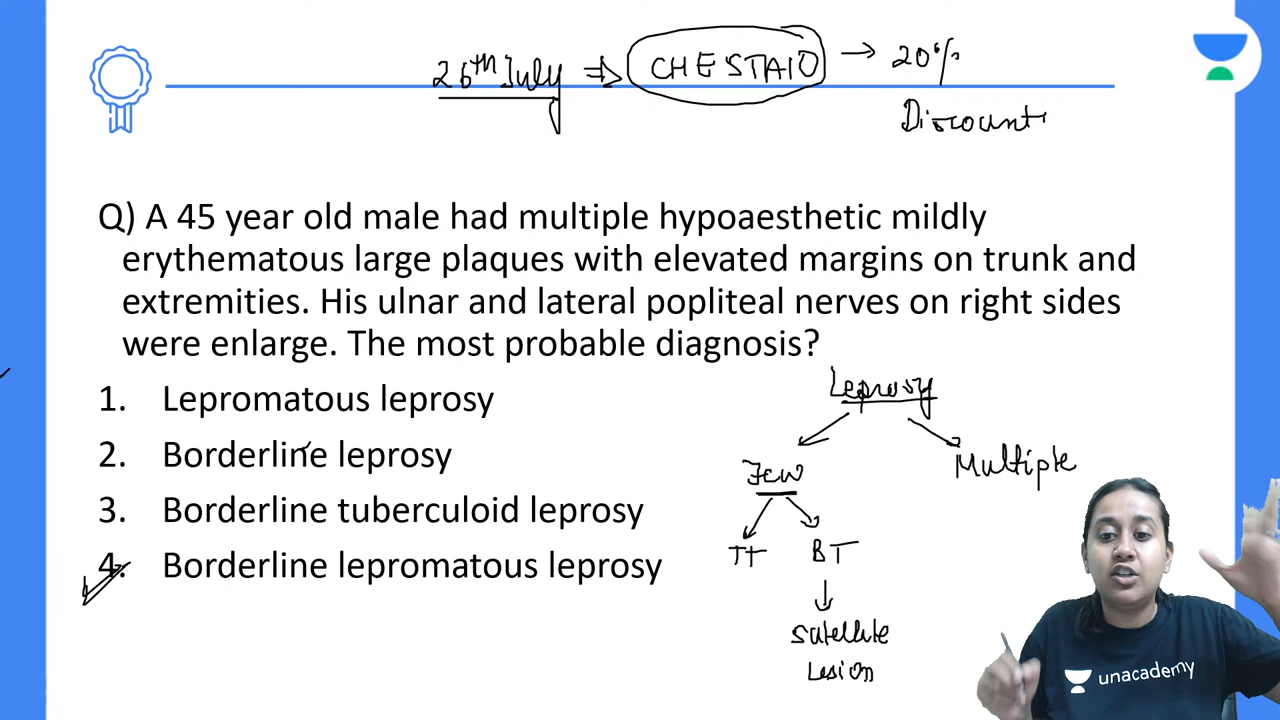 26th July ⇒ CHESTA10 → 20%
Discount
Q) A 45 year old male had multiple hypoaesthetic mildly
erythematous large plaques with elevated margins on trunk and
extremities. His ulnar and lateral popliteal nerves on right sides
were enlarge. The most probable diagnosis?
1. Lepromatous leprosy
2. Borderline leprosy
3. Borderline tuberculoid leprosy
4. Borderline lepromatous leprosy
Leprosy
Few
Multiple
TT
BT
Satellite
Lesion
unacademy